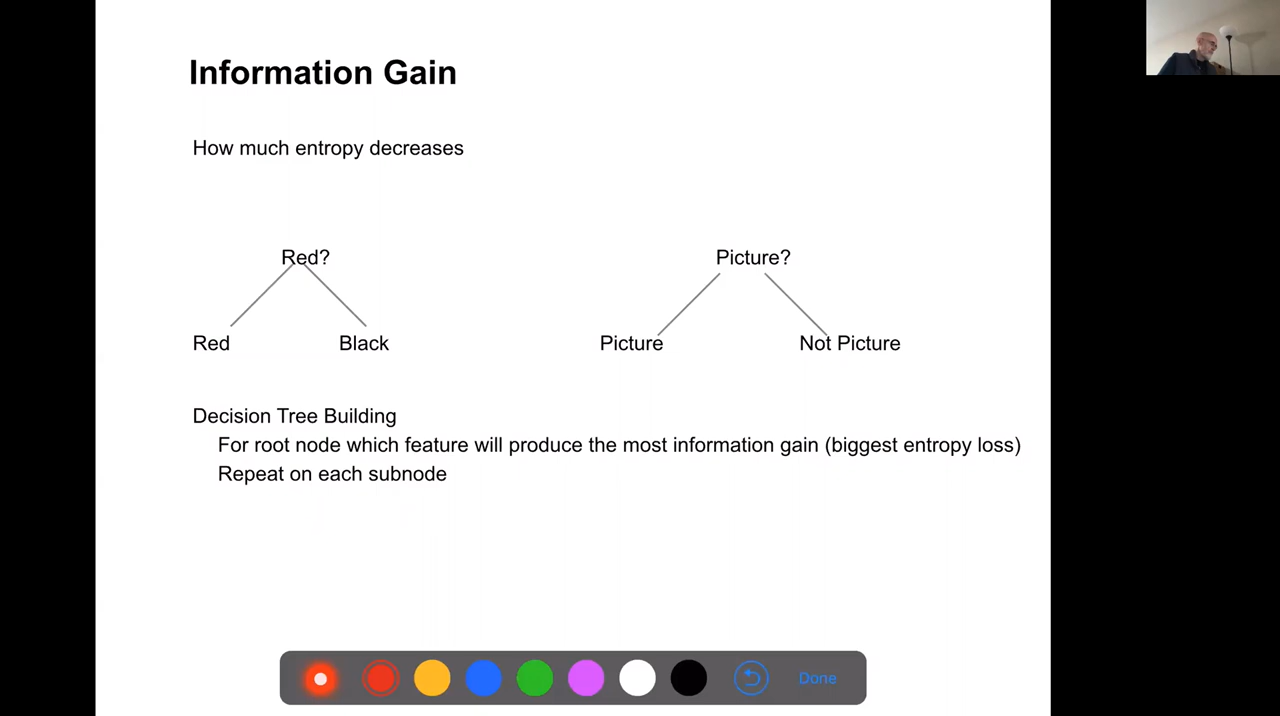 Information Gain
How much entropy decreases
Red?
Picture?
Red
Black
Picture
Not Picture
Decision Tree Building
For root node which feature will produce the most information gain (biggest entropy loss)
Repeat on each subnode
Done